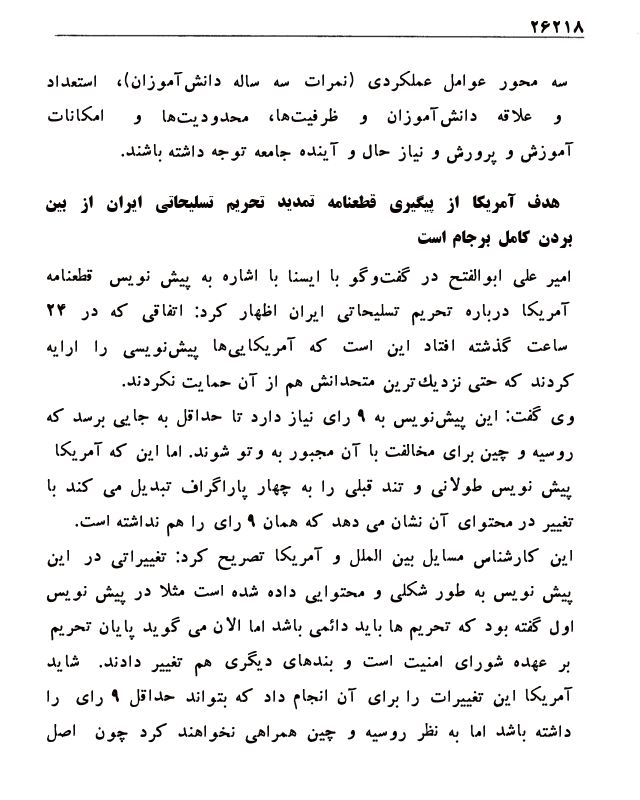 ۲۶۲۱۸
سه محور عوامل عملکردی (نمرات سه ساله دانش‌آموزان)، استعداد
و علاقه دانش‌آموزان و ظرفیت‌ها، محدودیت‌ها و امکانات
آموزش و پرورش و نیاز حال و آینده جامعه توجه داشته باشند.
هدف آمریکا از پیگیری قطعنامه تمدید تحریم تسلیحاتی ایران از بین
بردن کامل برجام است
امیر علی ابوالفتح در گفت‌وگو با ایسنا با اشاره به پیش نویس قطعنامه
آمریکا درباره تحریم تسلیحاتی ایران اظهار کرد: اتفاقی که در ۲۴
ساعت گذشته افتاد این است که آمریکایی‌ها پیش‌نویسی را ارایه
کردند که حتی نزدیك‌ترین متحدانش هم از آن حمایت نکردند.
وی گفت: این پیش‌نویس به ۹ رای نیاز دارد تا حداقل به جایی برسد که
روسیه و چین برای مخالفت با آن مجبور به وتو شوند. اما این که آمریکا
پیش نویس طولانی و تند قبلی را به چهار پاراگراف تبدیل می کند با
تغییر در محتوای آن نشان می دهد که همان ۹ رای را هم نداشته است.
این کارشناس مسایل بین الملل و آمریکا تصریح کرد: تغییراتی در این
پیش نویس به طور شکلی و محتوایی داده شده است مثلا در پیش نویس
اول گفته بود که تحریم ها باید دائمی باشد اما الان می گوید پایان تحریم
بر عهده شورای امنیت است و بندهای دیگری هم تغییر دادند. شاید
آمریکا این تغییرات را برای آن انجام داد که بتواند حداقل ۹ رای را
داشته باشد اما به نظر روسیه و چین همراهی نخواهند کرد چون اصل